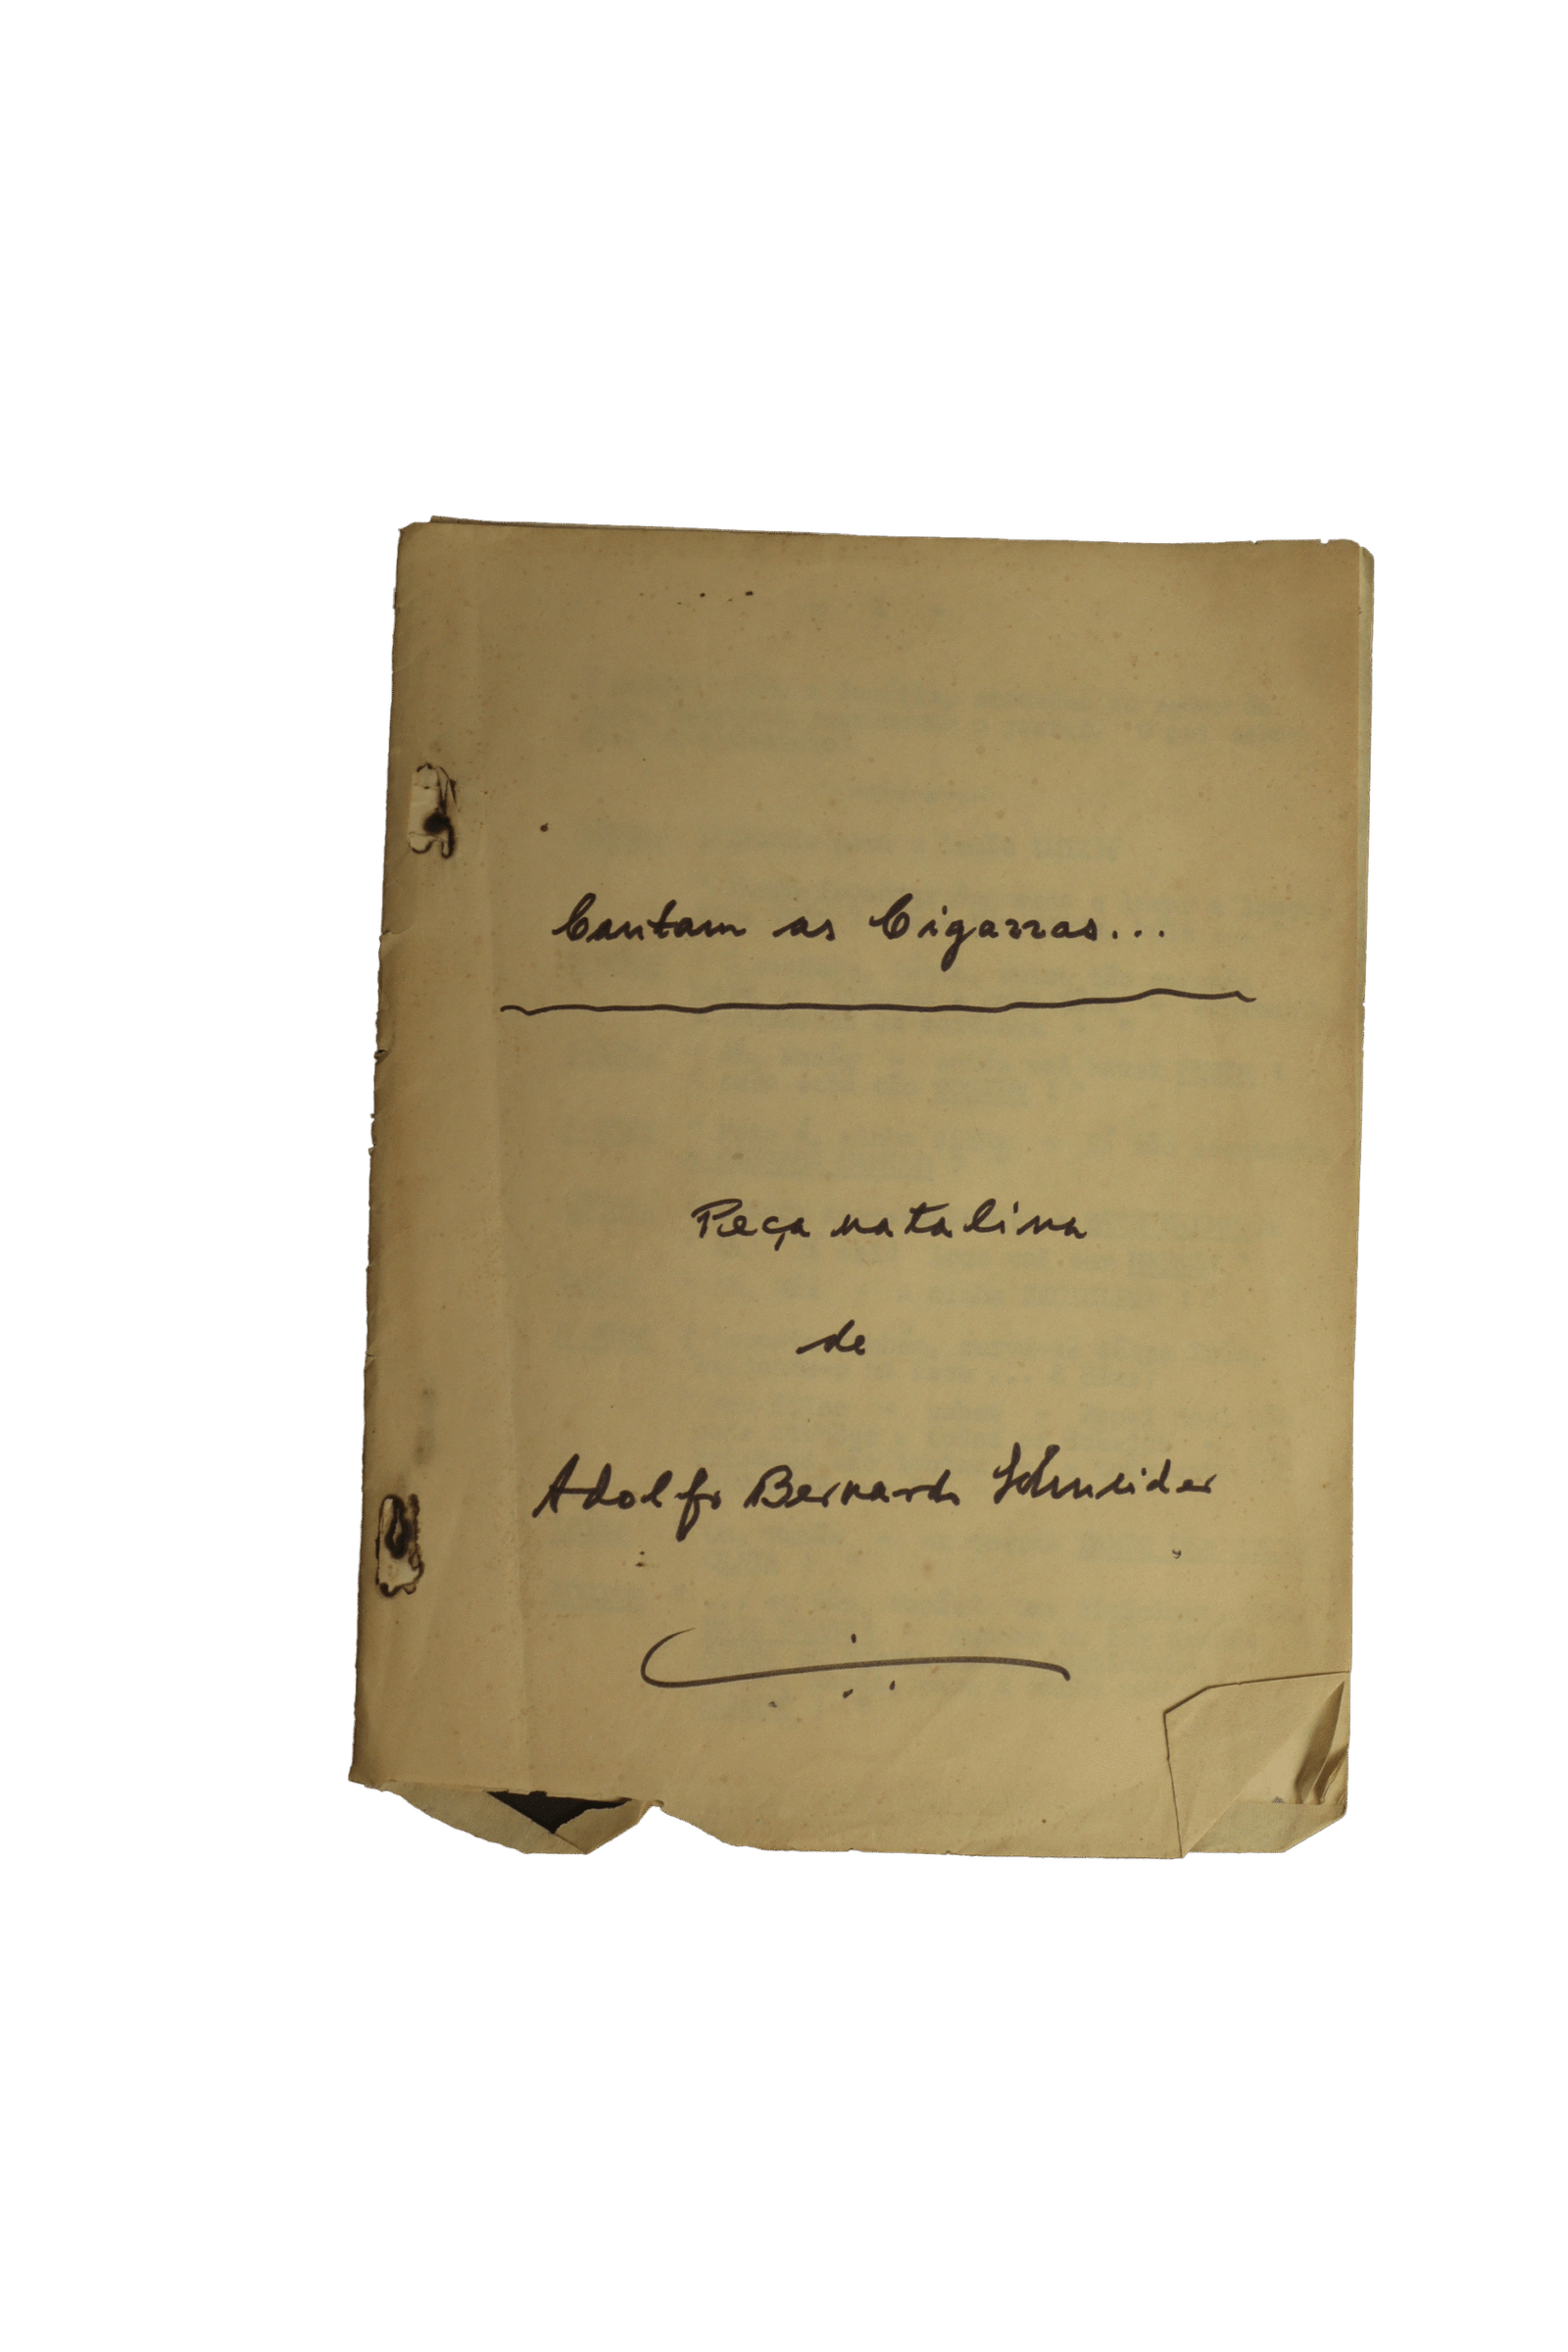 Cantam as Cigarras...
Peça natalina
de
Adolfo Bernardo Schneider